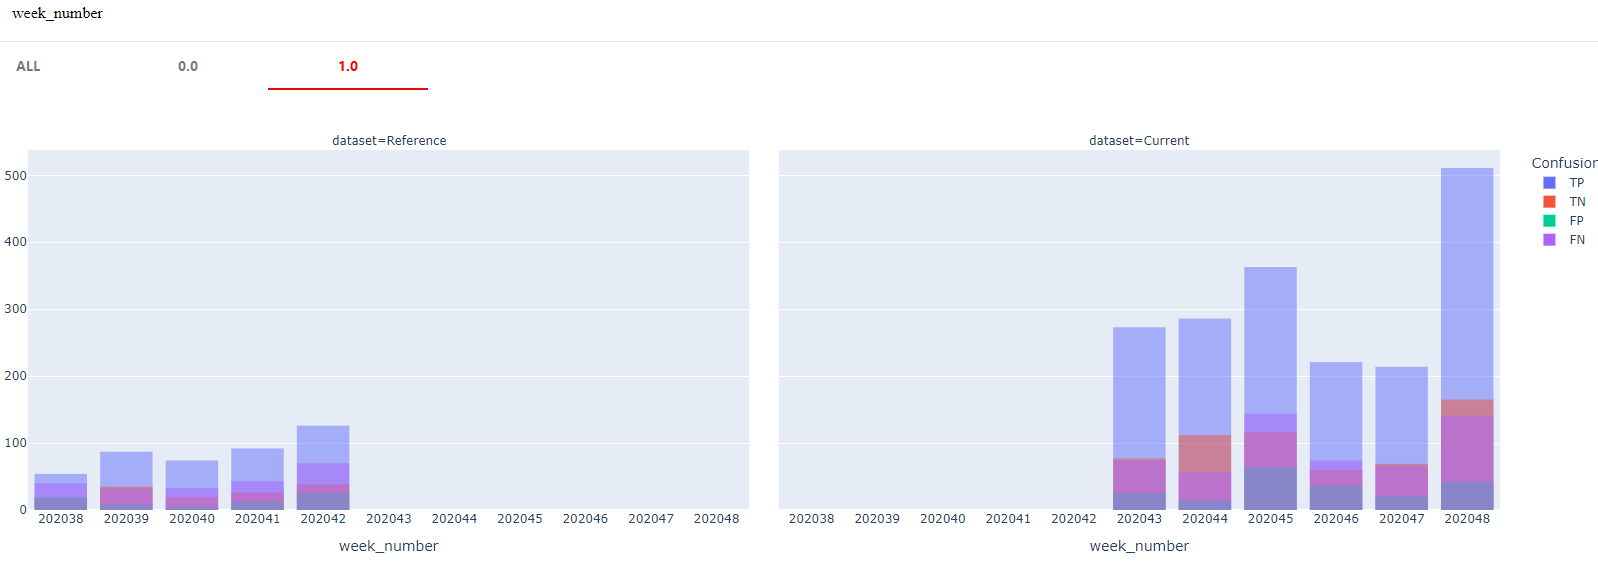 week_number
ALL 0.0 1.0
dataset=Reference dataset=Current
Confusion
TP
TN
FP
FN
500
400
300
200
100
0
202038 202039 202040 202041 202042 202043 202044 202045 202046 202047 202048
202038 202039 202040 202041 202042 202043 202044 202045 202046 202047 202048
week_number week_number